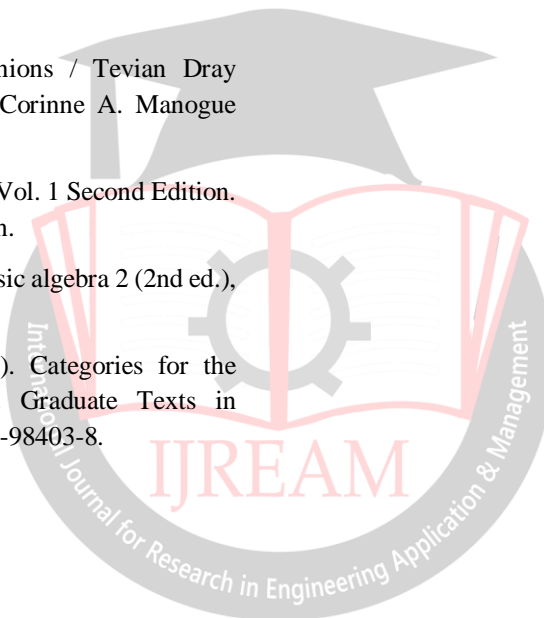 nions / Tevian Dray
Corinne A. Manogue
Vol. 1 Second Edition.
n.
sic algebra 2 (2nd ed.),
). Categories for the
Graduate Texts in
-98403-8.
IJREAM
International Journal for Research in Engineering Application & Management